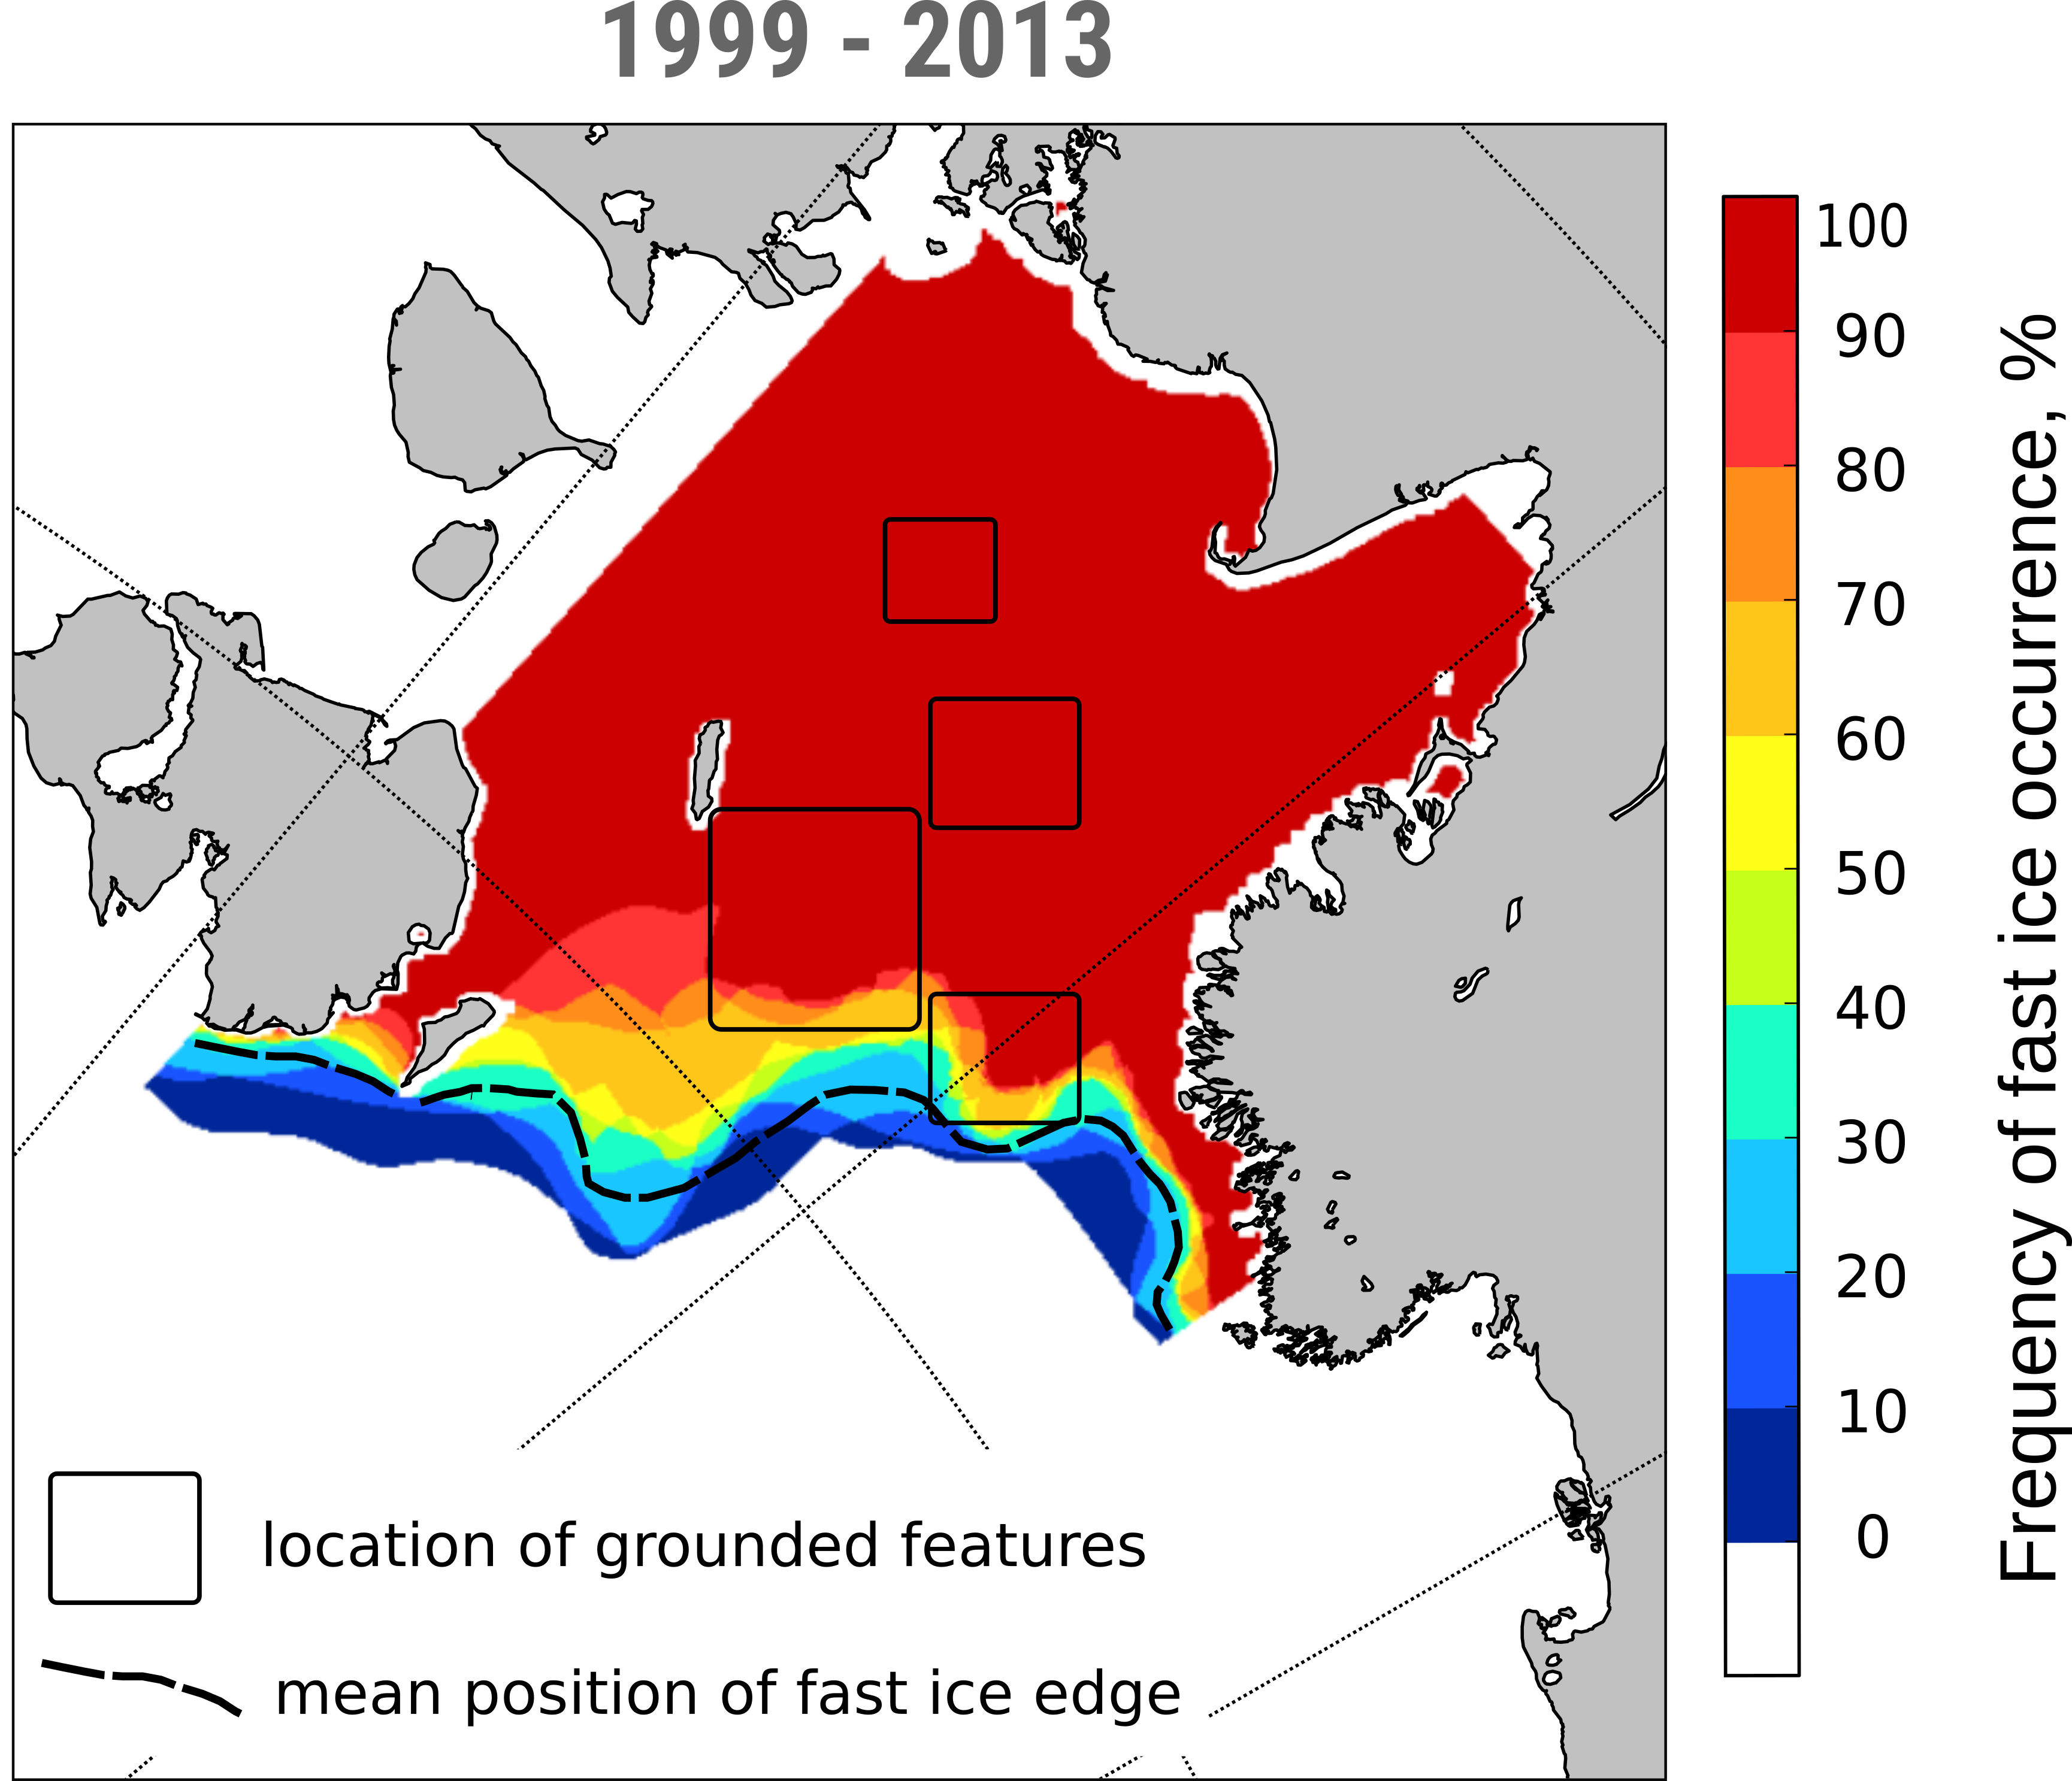 1999 - 2013
100
90
80
70
60
50
40
30
20
10
0
Frequency of fast ice occurrence, %
location of grounded features
mean position of fast ice edge